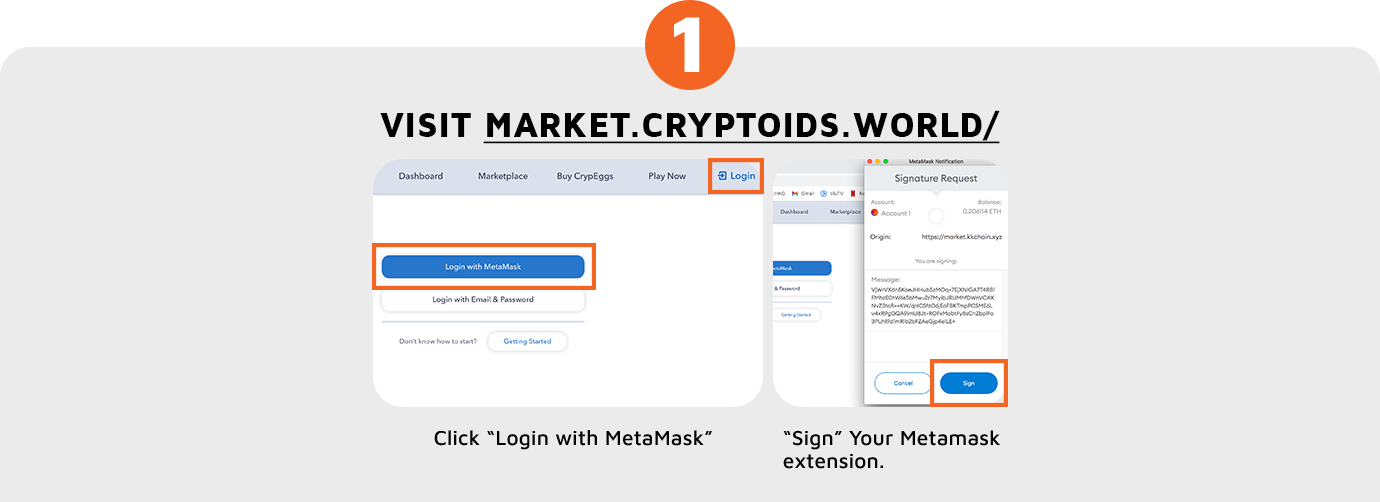 1
VISIT MARKET.CRYPTOIDS.WORLD/
Dashboard Marketplace Buy CrypEggs Play Now Login
Login with MetaMask
Login with Email & Password
Don't know how to start? Getting Started
MetaMask Notification
Signature Request
Gmail ViuTV
Account: Balance:
Account 1 0.206114 ETH
Dashboard Marketplace
Origin: https://market.kkchain.xyz
You are signing:
etaMask
& Password
Getting Started
Message:
Cancel Sign
Click “Login with MetaMask”
“Sign” Your Metamask
extension.